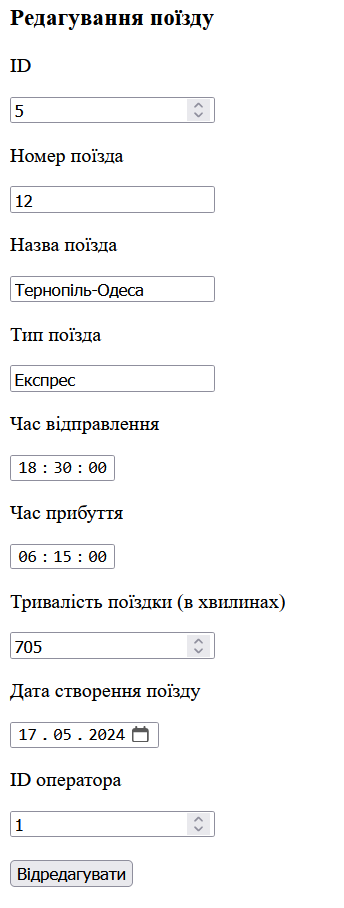 Редагування поїзду
ID
5
Номер поїзда
12
Назва поїзда
Тернопіль-Одеса
Тип поїзда
Експрес
Час відправлення
18 : 30 : 00
Час прибуття
06 : 15 : 00
Тривалість поїздки (в хвилинах)
705
Дата створення поїзду
17 . 05 . 2024
ID оператора
1
Відредагувати